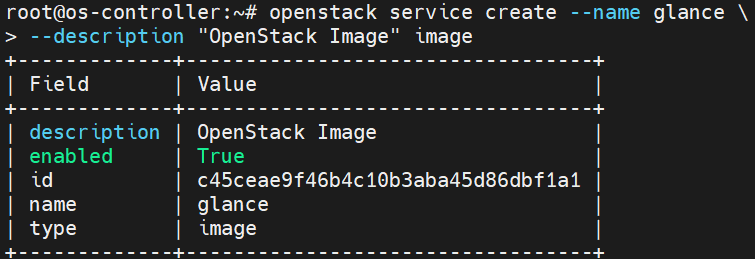 root@os-controller:~# openstack service create --name glance \
> --description "OpenStack Image" image
+-------------+----------------------------------+
| Field       | Value                            |
+-------------+----------------------------------+
| description | OpenStack Image                  |
| enabled     | True                             |
| id          | c45ceae9f46b4c10b3aba45d86dbf1a1 |
| name        | glance                           |
| type        | image                            |
+-------------+----------------------------------+